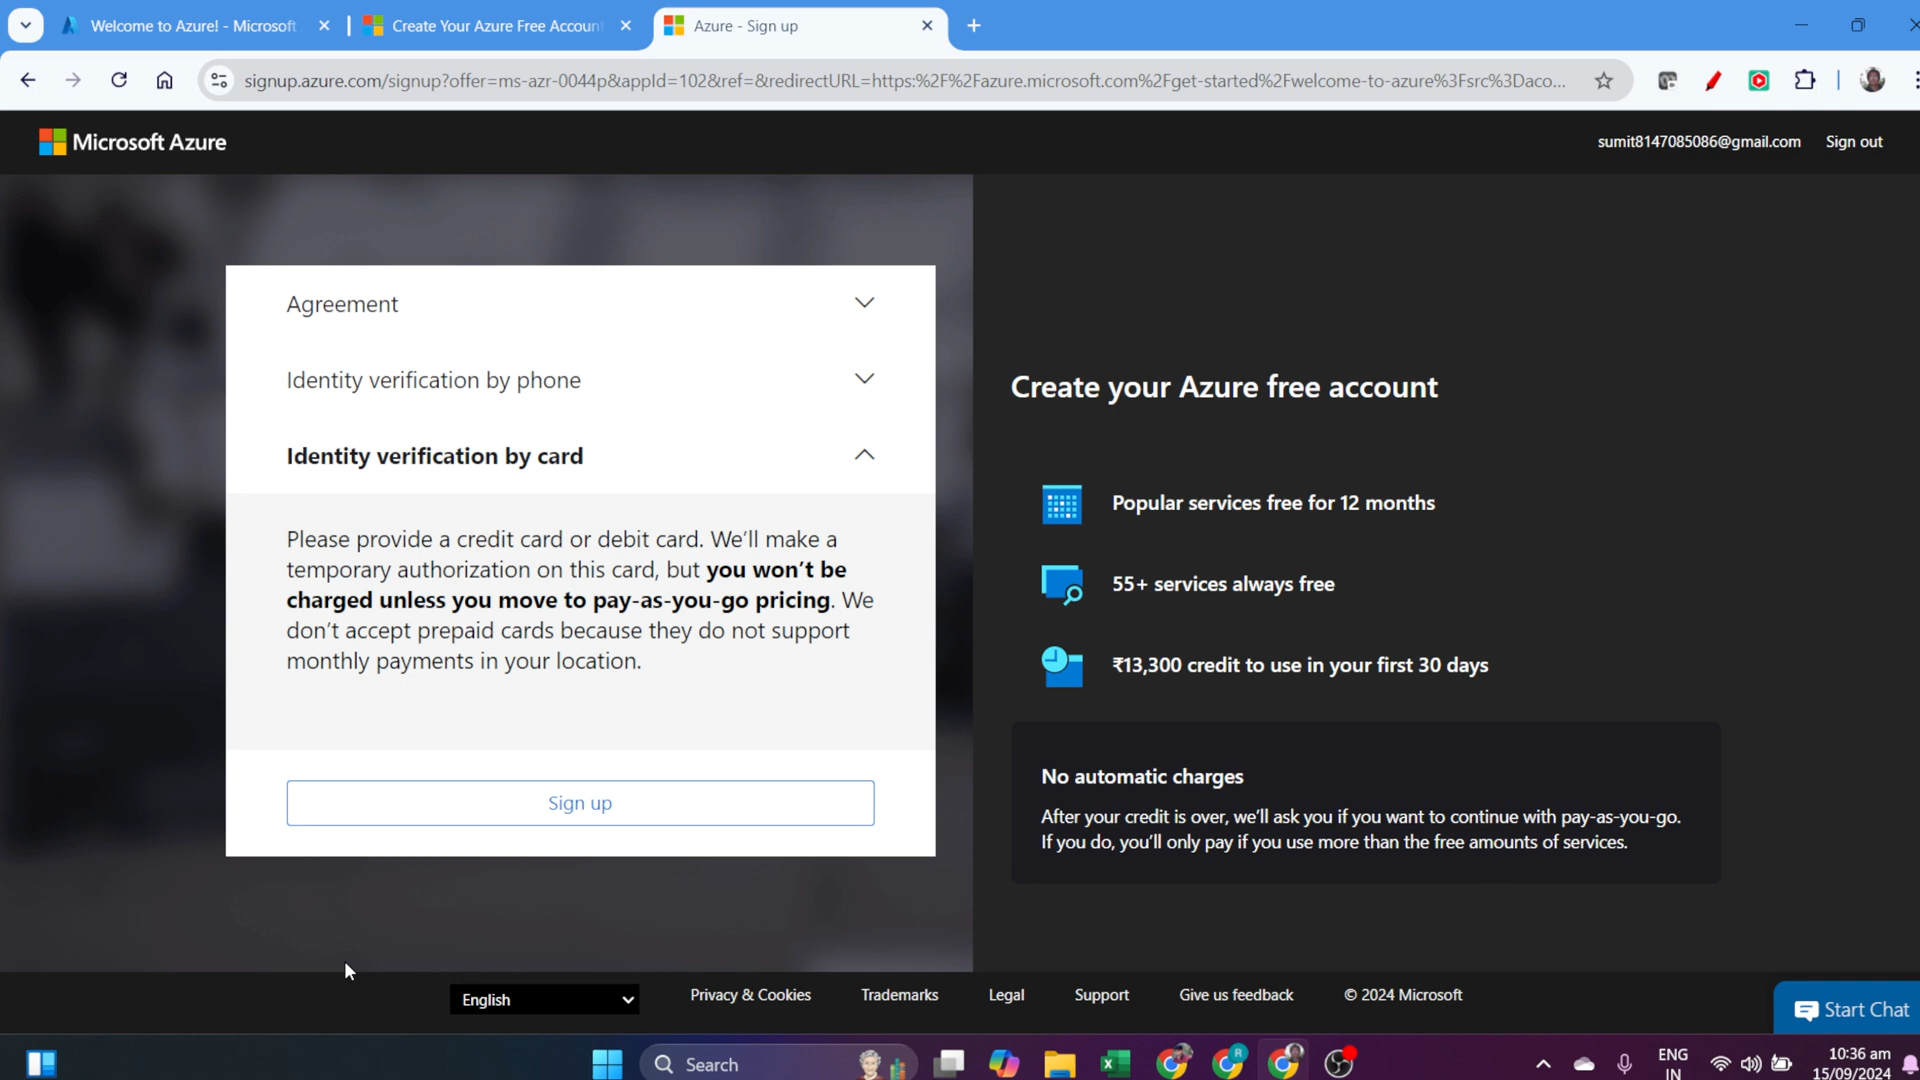 Welcome to Azure! - Microsoft
Create Your Azure Free Accoun
Azure - Sign up
signup.azure.com/signup?offer=ms-azr-0044p&appId=102&ref=&redirectURL=https:%2F%2Fazure.microsoft.com%2Fget-started%2Fwelcome-to-azure%3Fsrc%3Daco...
Microsoft Azure
sumit8147085086@gmail.com
Sign out
Agreement
Identity verification by phone
Identity verification by card
Please provide a credit card or debit card. We'll make a
temporary authorization on this card, but you won't be
charged unless you move to pay-as-you-go pricing. We
don't accept prepaid cards because they do not support
monthly payments in your location.
Sign up
Create your Azure free account
Popular services free for 12 months
55+ services always free
₹13,300 credit to use in your first 30 days
No automatic charges
After your credit is over, we'll ask you if you want to continue with pay-as-you-go.
If you do, you'll only pay if you use more than the free amounts of services.
English
Privacy & Cookies
Trademarks
Legal
Support
Give us feedback
© 2024 Microsoft
Start Chat
Search
R
ENG
IN
10:36 am
15/09/2024